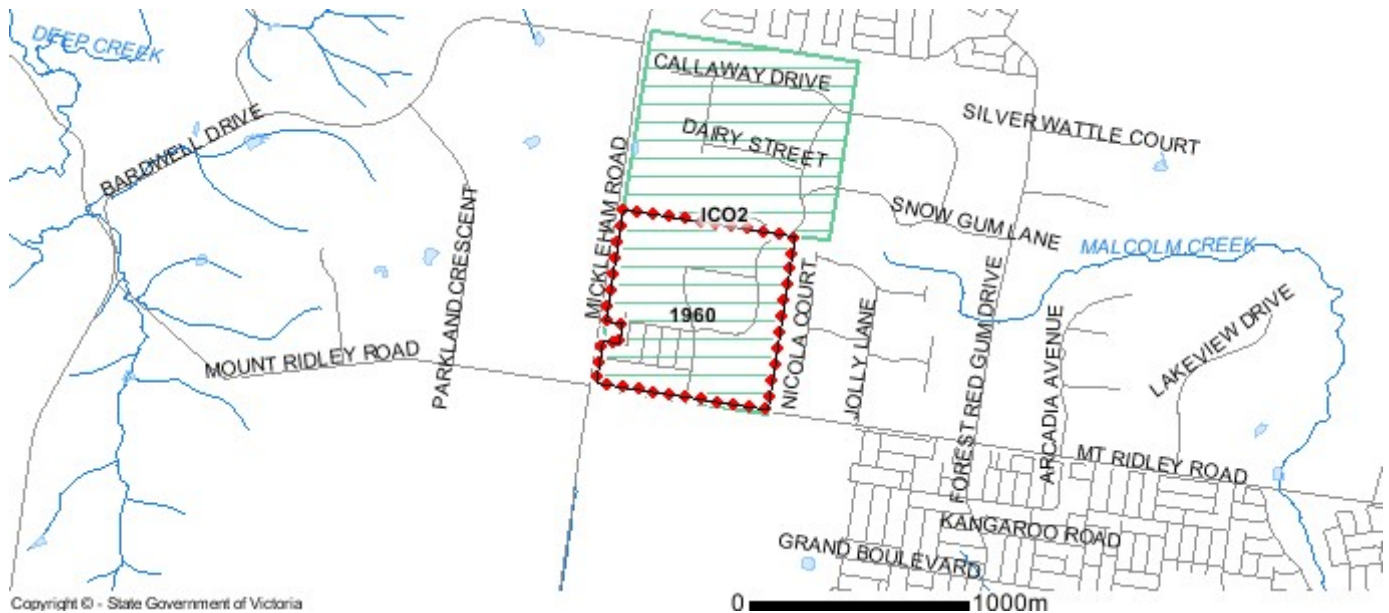 DEEP CREEK
CALLAWAY DRIVE
SILVER WATTLE COURT
BARDWELL DRIVE
DAIRY STREET
MICKLEHAM ROAD
PARKLAND CRESCENT
ICO2
SNOW GUM LANE
MALCOLM CREEK
1960
NICOLA COURT
JOLLY LANE
FOREST RED GUM DRIVE
ARCADIA AVENUE
LAKEVIEW DRIVE
MOUNT RIDLEY ROAD
MT RIDLEY ROAD
KANGAROO ROAD
GRAND BOULEVARD
Copyright © - State Government of Victoria
0 1000m